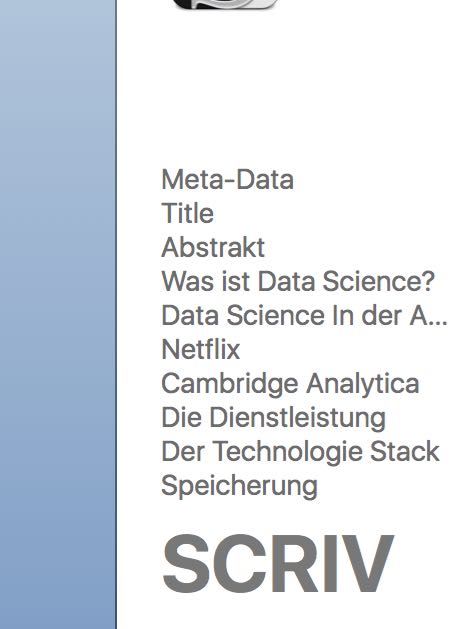 Meta-Data
Title
Abstrakt
Was ist Data Science?
Data Science In der A...
Netflix
Cambridge Analytica
Die Dienstleistung
Der Technologie Stack
Speicherung
SCRIV